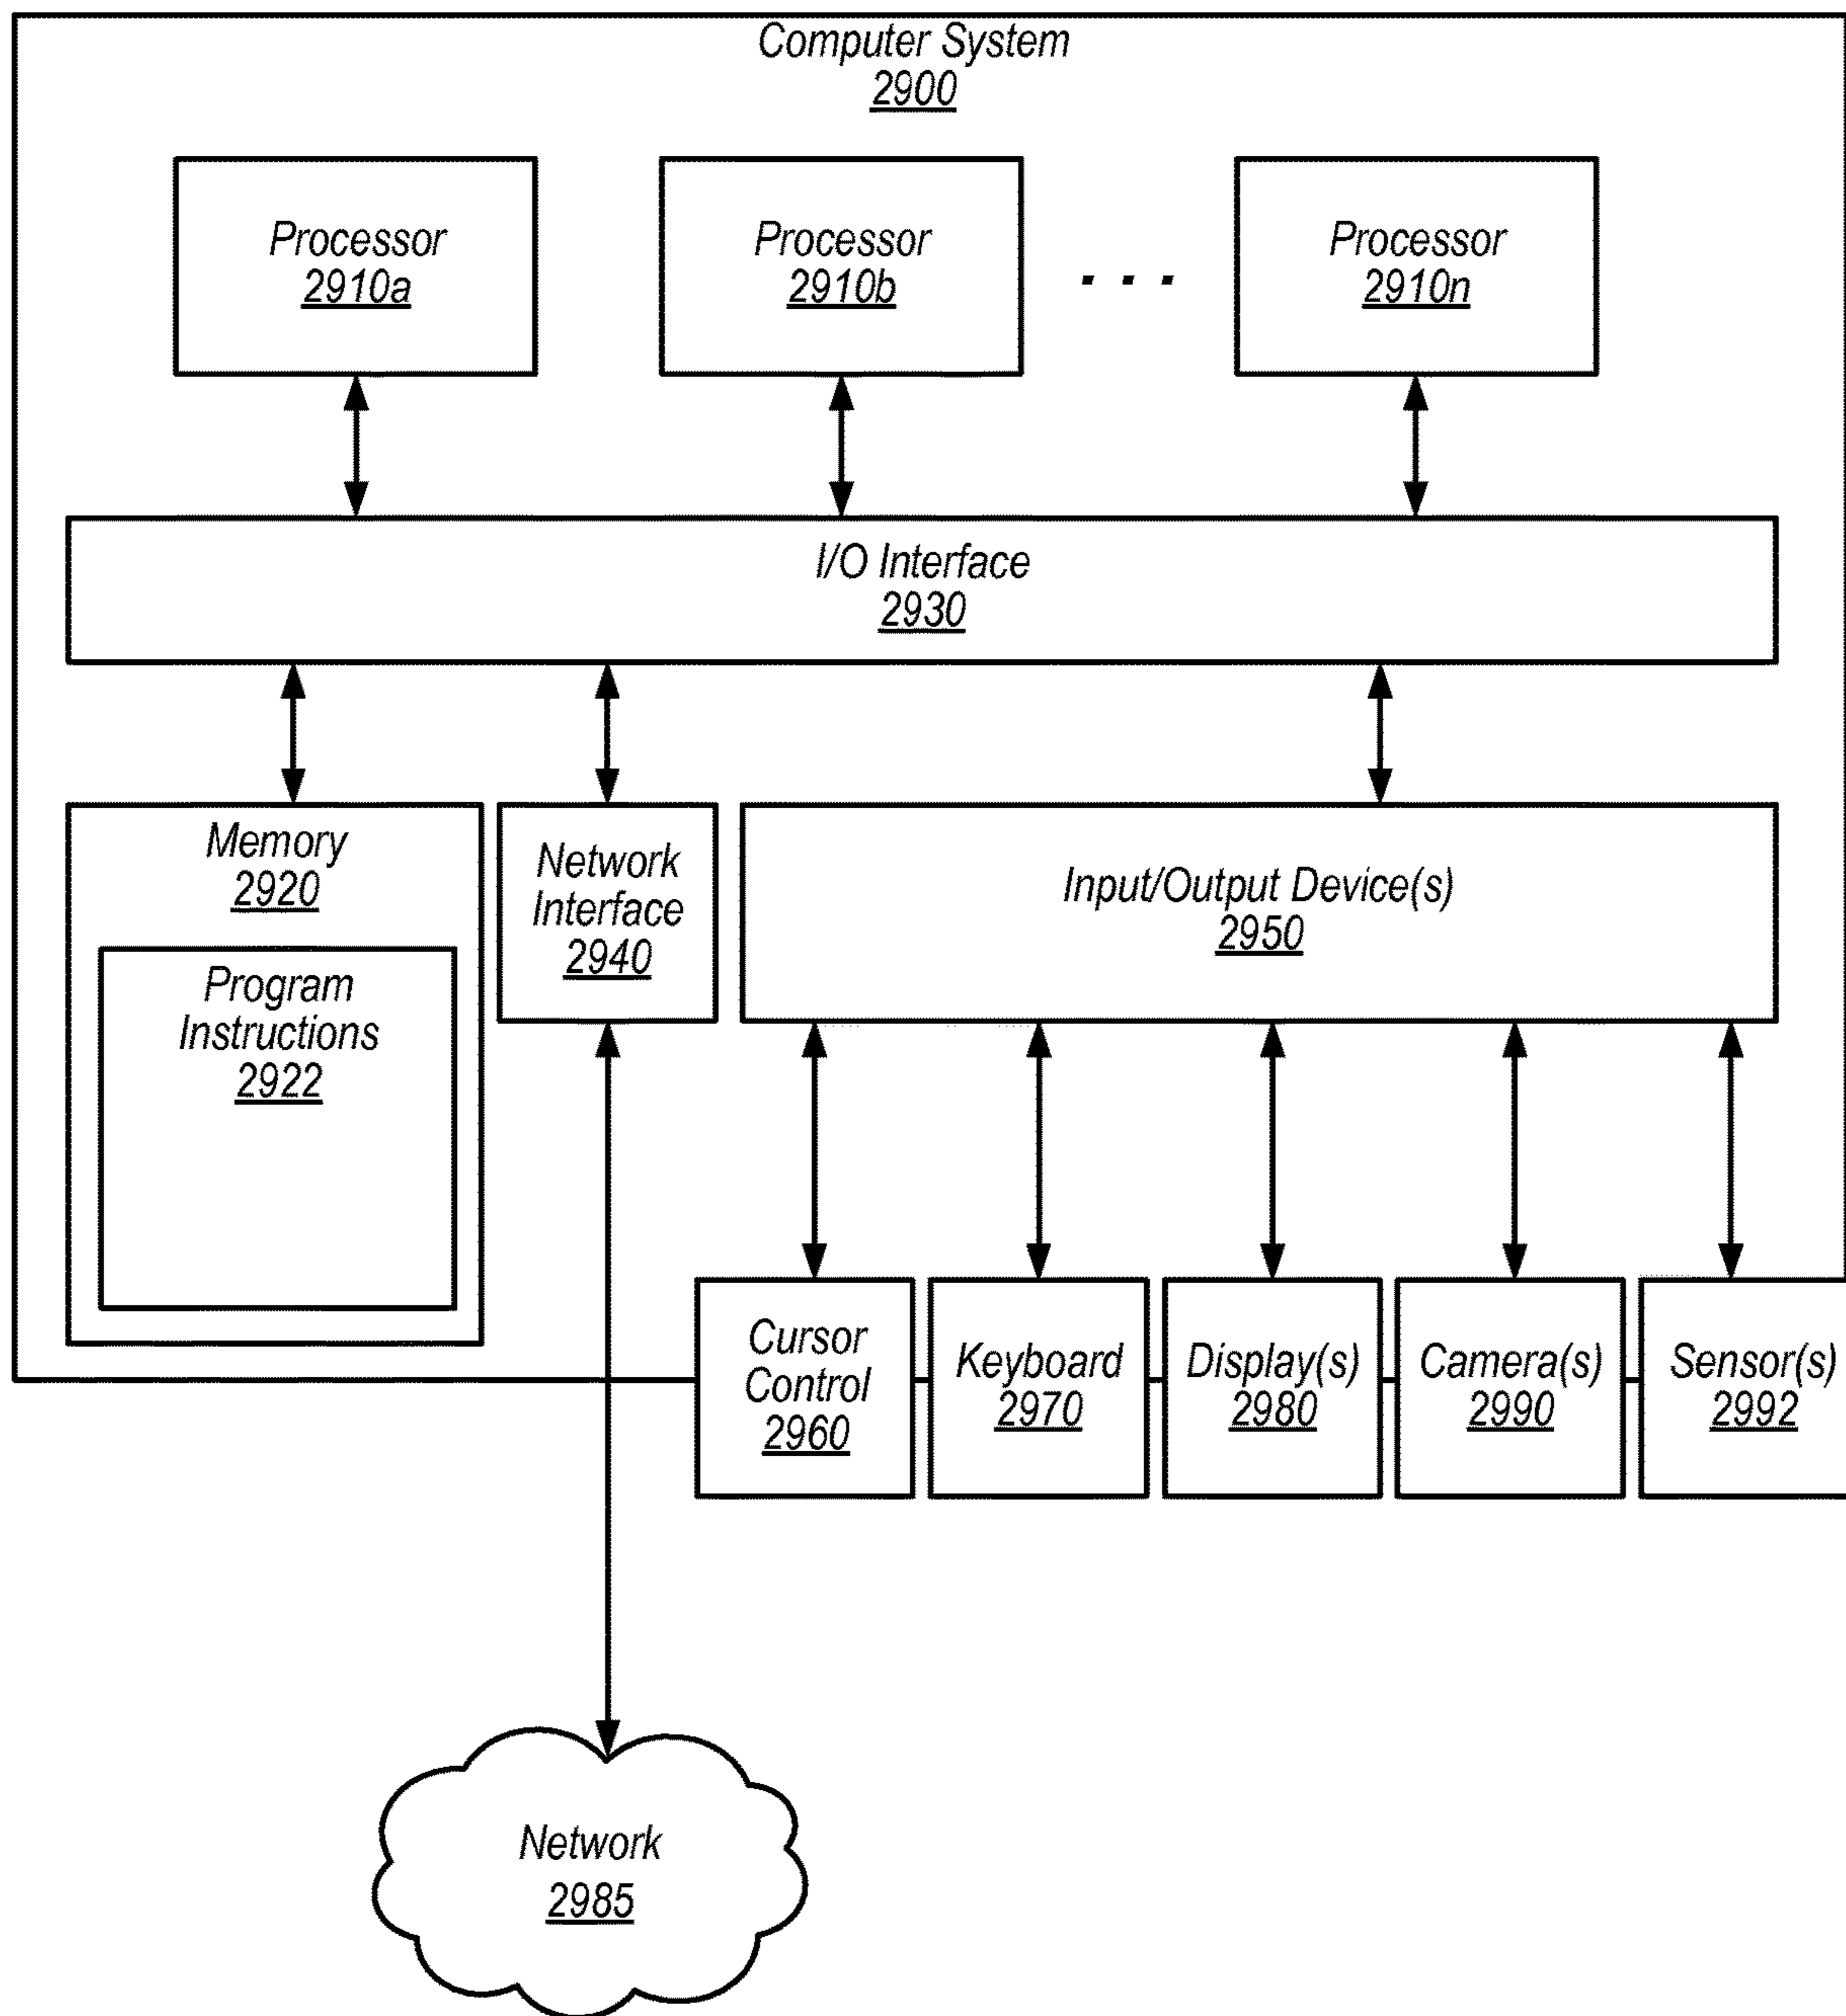 Computer System
2900
Processor
2910a
Processor
2910b
. . .
Processor
2910n
I/O Interface
2930
Memory
2920
Program
Instructions
2922
Network
Interface
2940
Input/Output Device(s)
2950
Cursor
Control
2960
Keyboard
2970
Display(s)
2980
Camera(s)
2990
Sensor(s)
2992
Network
2985